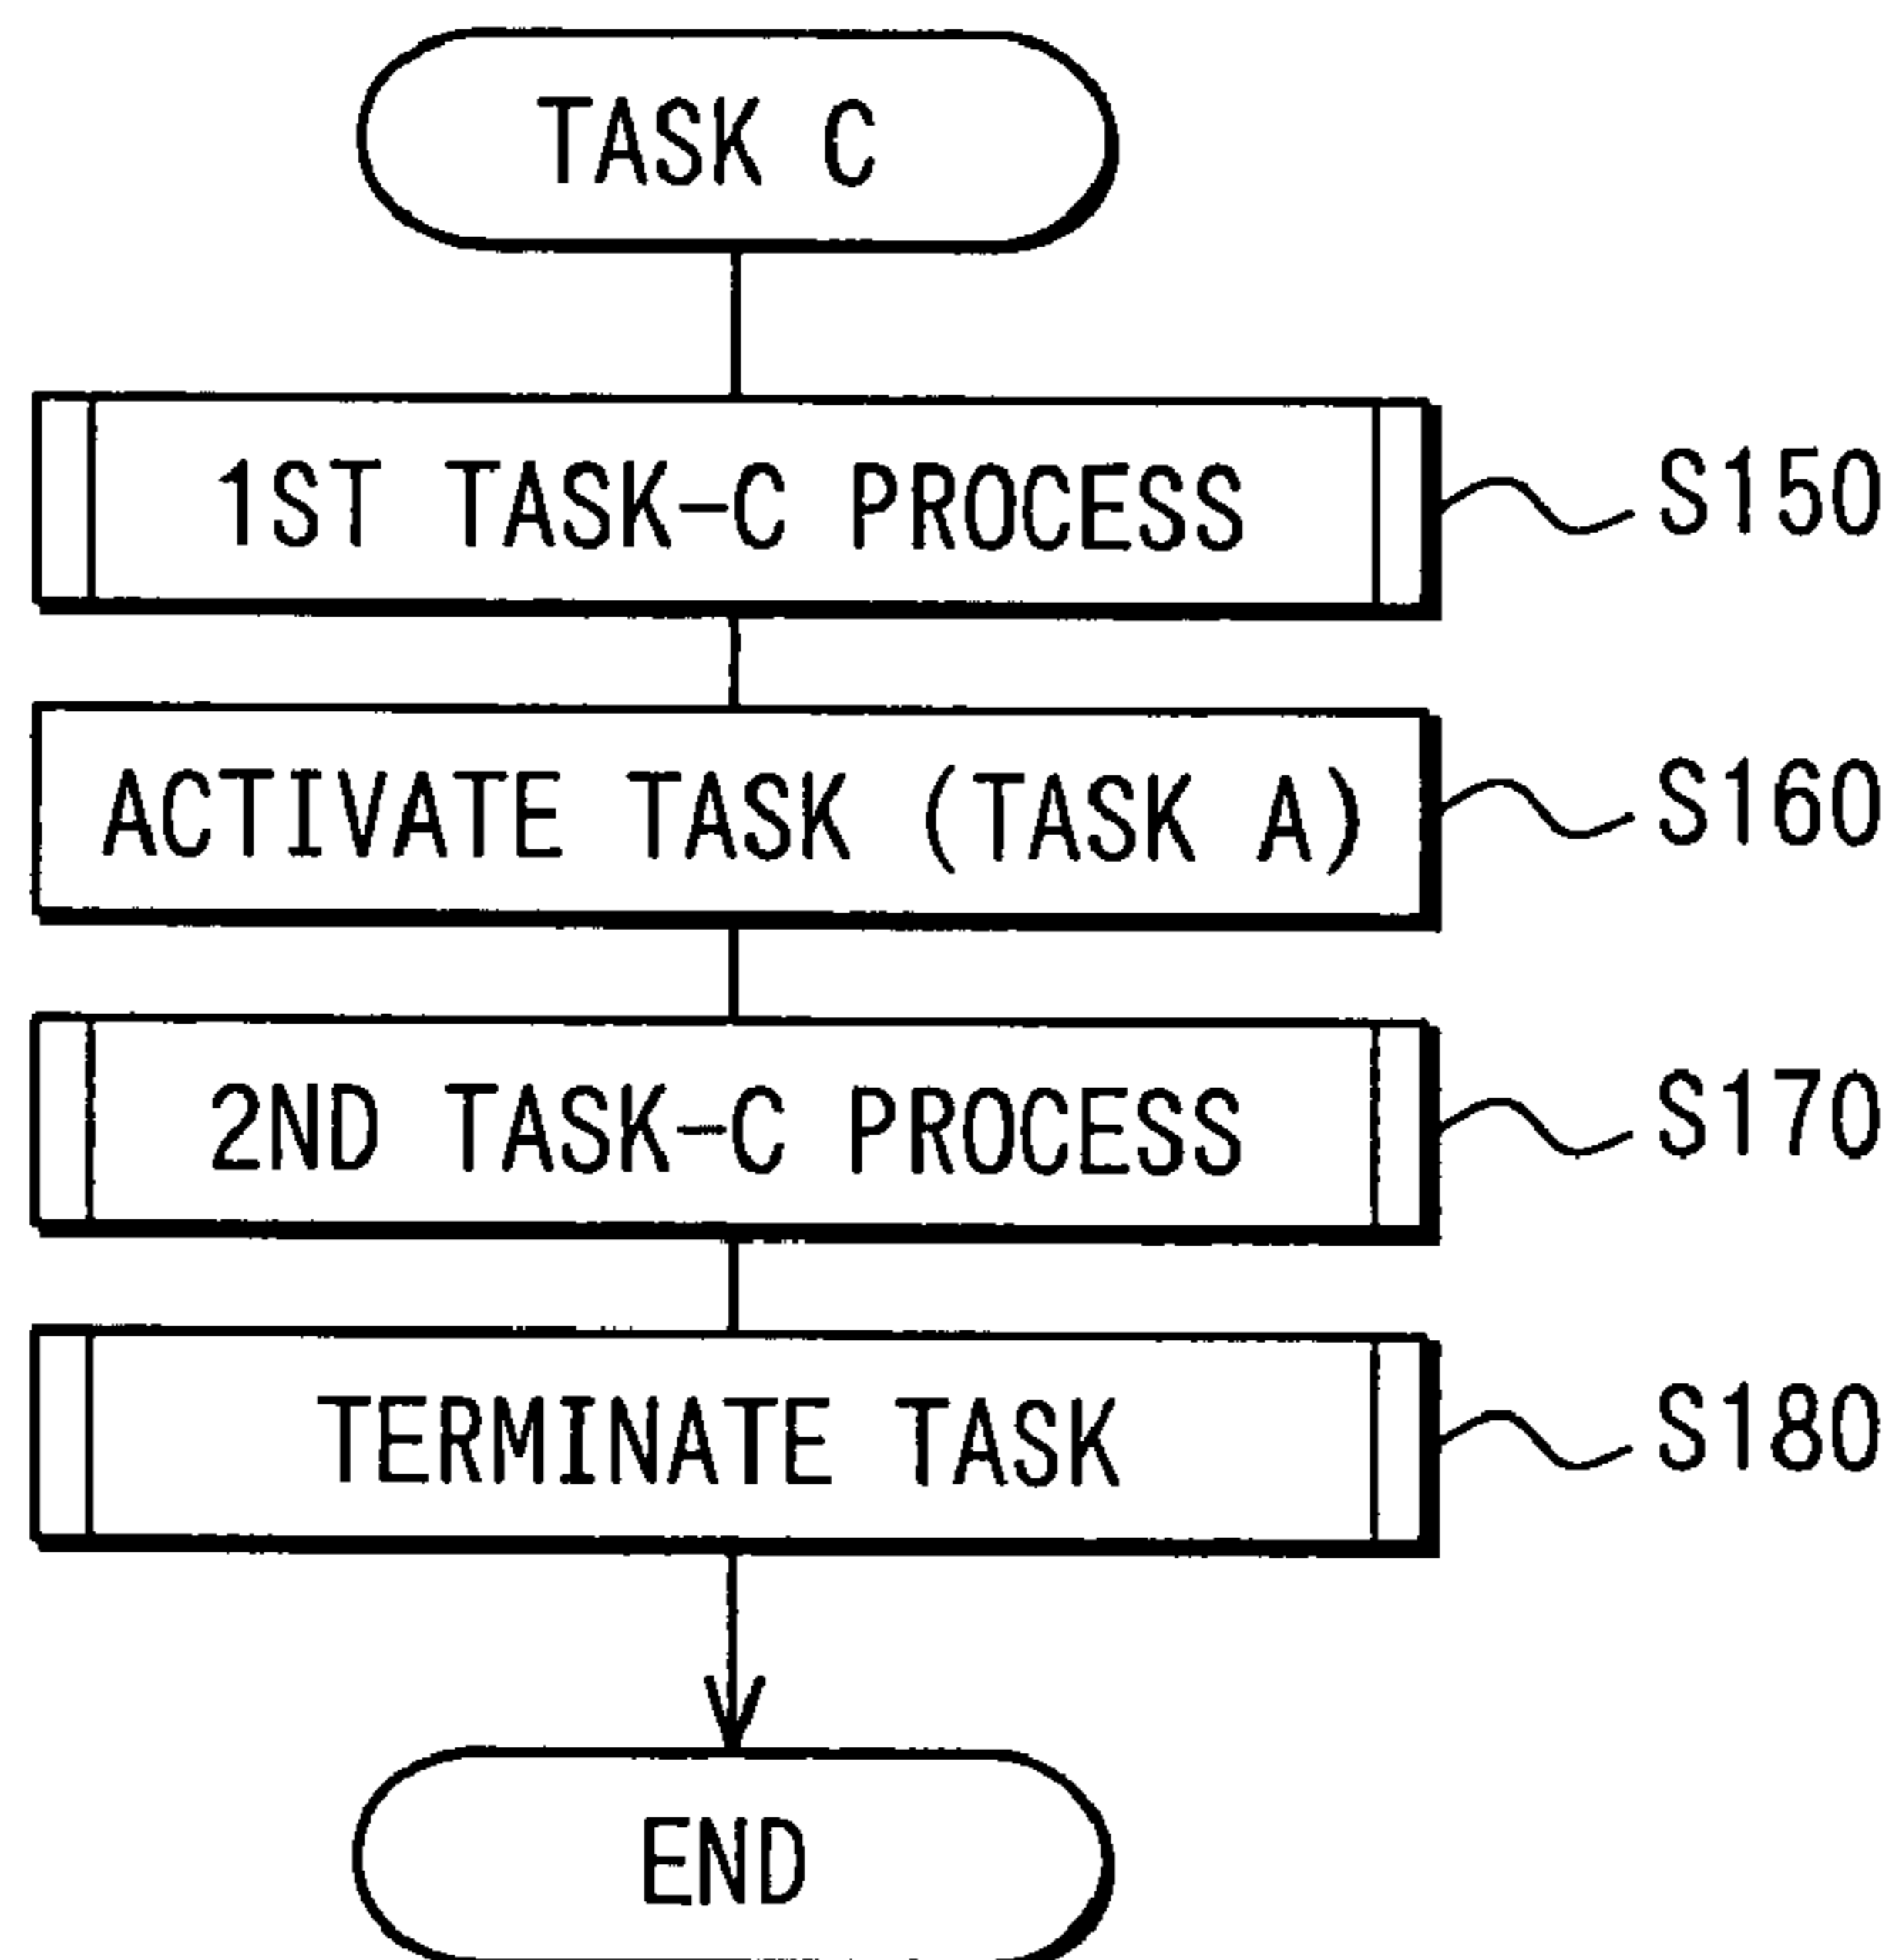 TASK C
1ST TASK-C PROCESS
S150
ACTIVATE TASK (TASK A)
S160
2ND TASK-C PROCESS
S170
TERMINATE TASK
S180
END